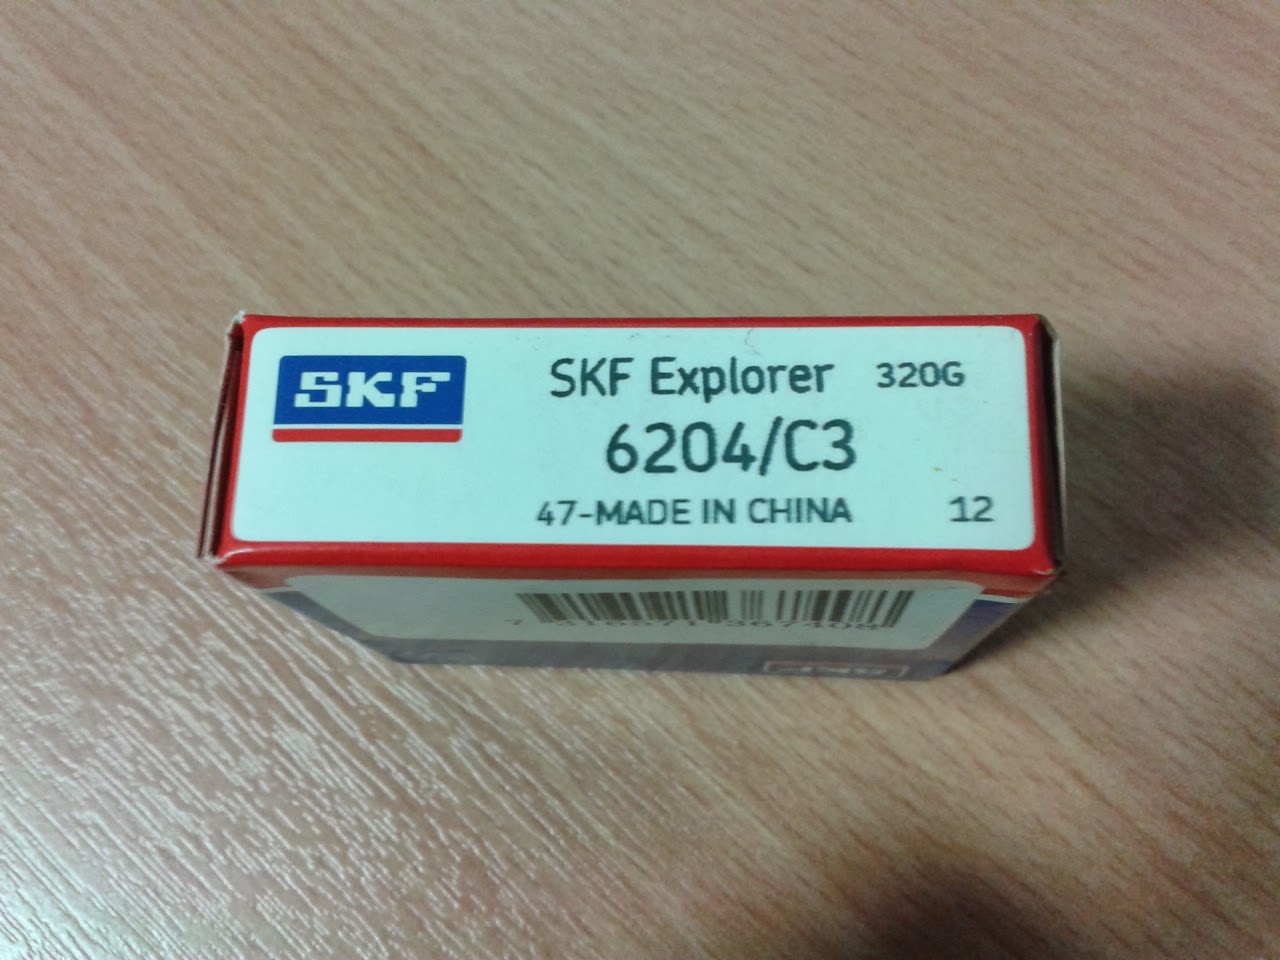 SKF
SKF Explorer 320G
6204/C3
47-MADE IN CHINA 12